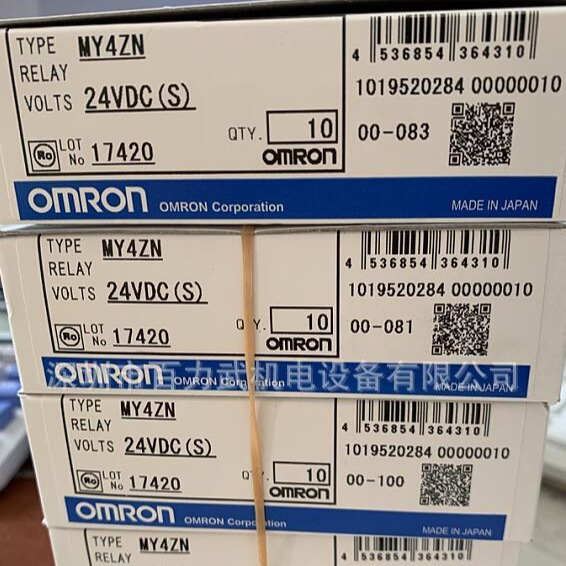 TYPE MY4ZN
RELAY
VOLTS 24VDC(S)
LOT No 17420
QTY. 10
OMRON
4 536854 364310
1019520284 00000010
00-083
OMRON OMRON Corporation MADE IN JAPAN
TYPE MY4ZN
RELAY
VOLTS 24VDC(S)
LOT No 17420
10
OMRON
4 536854 364310
1019520284 00000010
00-081
OMRON OMRON Corporation MADE IN JAPAN
百力武机电设备有限公司
TYPE MY4ZN
RELAY
VOLTS 24VDC(S)
LOT No 17420
10
OMRON
4 536854 364310
1019520284 00000010
00-100
OMRON OMRON Corporation MADE IN JAPAN
TYPE MY4ZN
RELAY
4 536854 364310